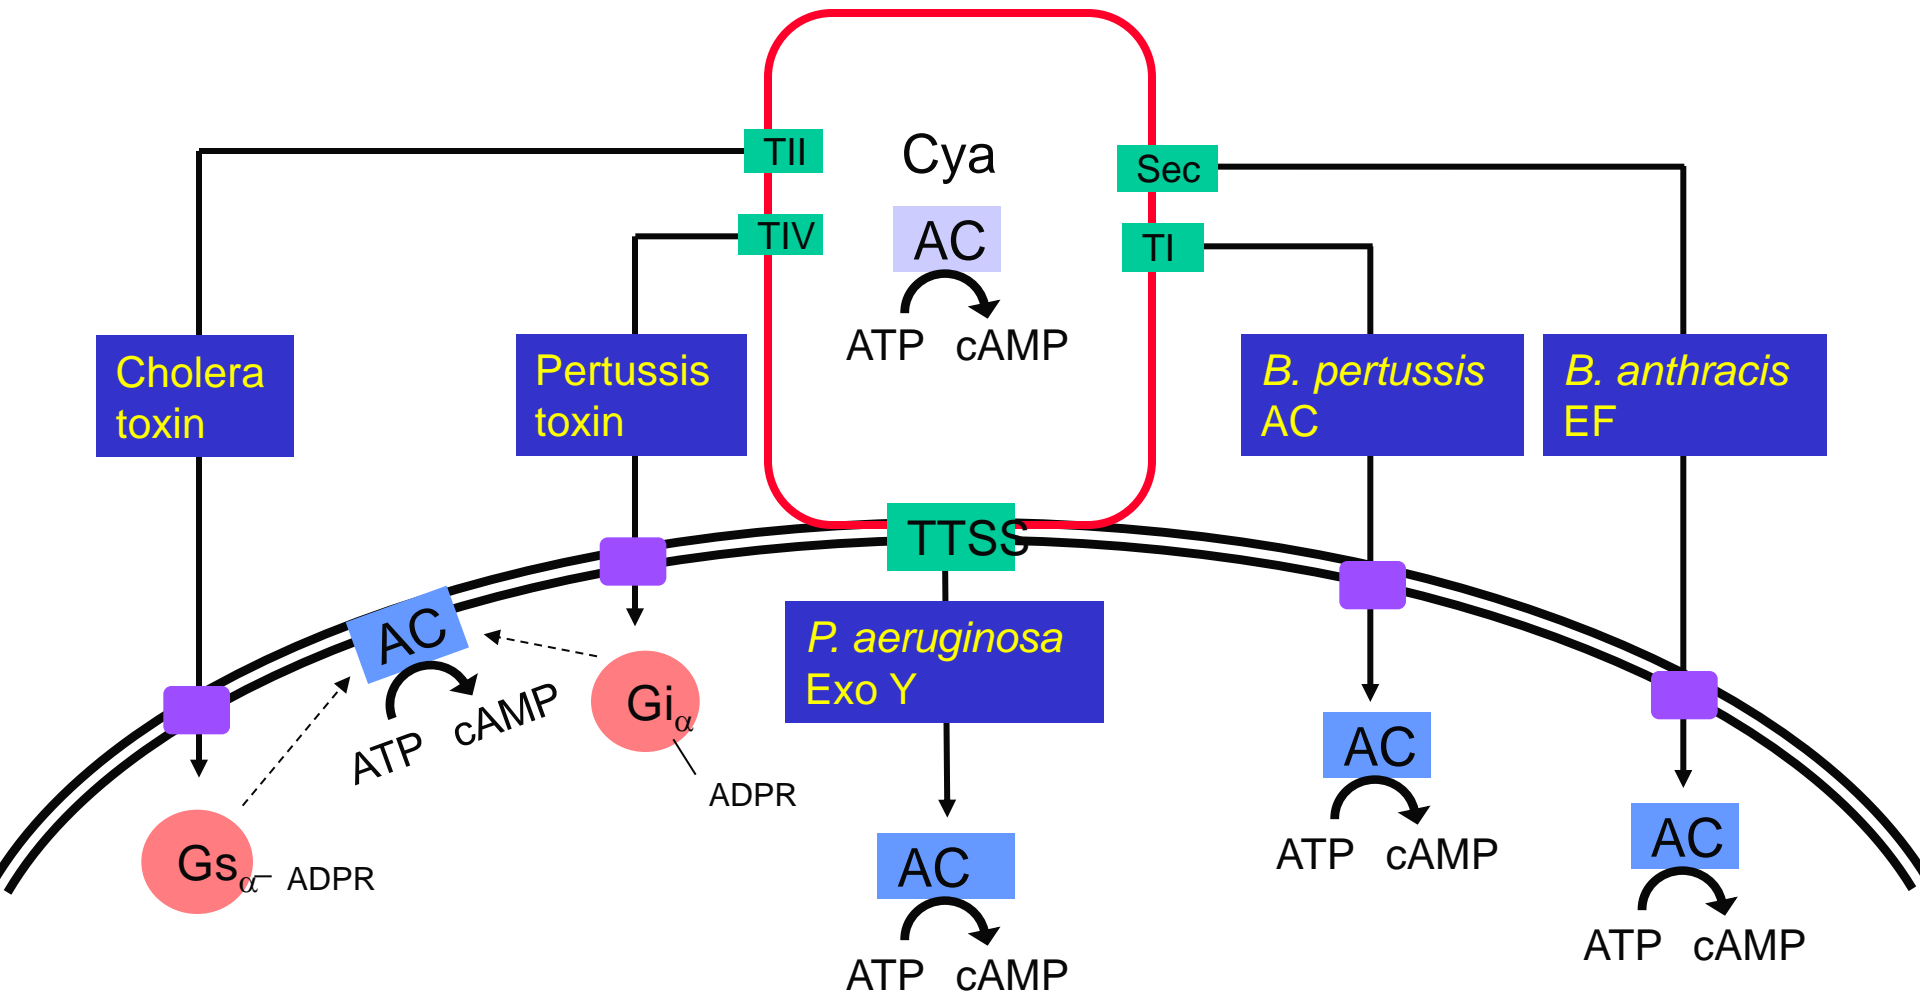 TII
Cya
Sec
TIV
AC
TI
ATP cAMP
Cholera
toxin
Pertussis
toxin
B. pertussis
AC
B. anthracis
EF
TTSS
AC
ATP cAMP
Giα
ADPR
P. aeruginosa
Exo Y
Gsα
ADPR
AC
ATP cAMP
AC
ATP cAMP
AC
ATP cAMP